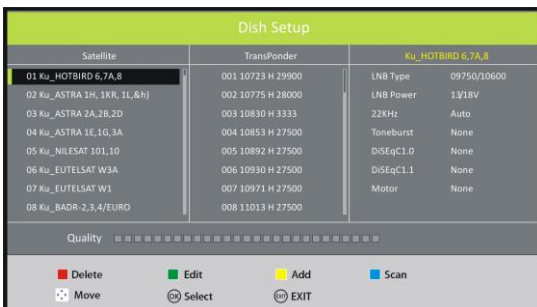 Dish Setup
Satellite TransPonder Ku_HOTBIRD 6,7A,8
01 Ku_HOTBIRD 6,7A,8 001 10723 H 29900 LNB Type 09750/10600
02 Ku_ASTRA 1H, 1KR, 1L,&h) 002 10775 H 28000 LNB Power 13/18V
03 Ku_ASTRA 2A,2B,2D 003 10830 H 3333 22KHz Auto
04 Ku_ASTRA 1E,1G,3A 004 10853 H 27500 Toneburst None
05 Ku_NILESAT 101,10 005 10892 H 27500 DiSEqC1.0 None
06 Ku_EUTELSAT W3A 006 10930 H 27500 DiSEqC1.1 None
07 Ku_EUTELSAT W1 007 10971 H 27500 Motor None
08 Ku_BADR-2,3,4/EURO 008 11013 H 27500
Quality
Delete Edit Add Scan
Move OK Select EXIT EXIT